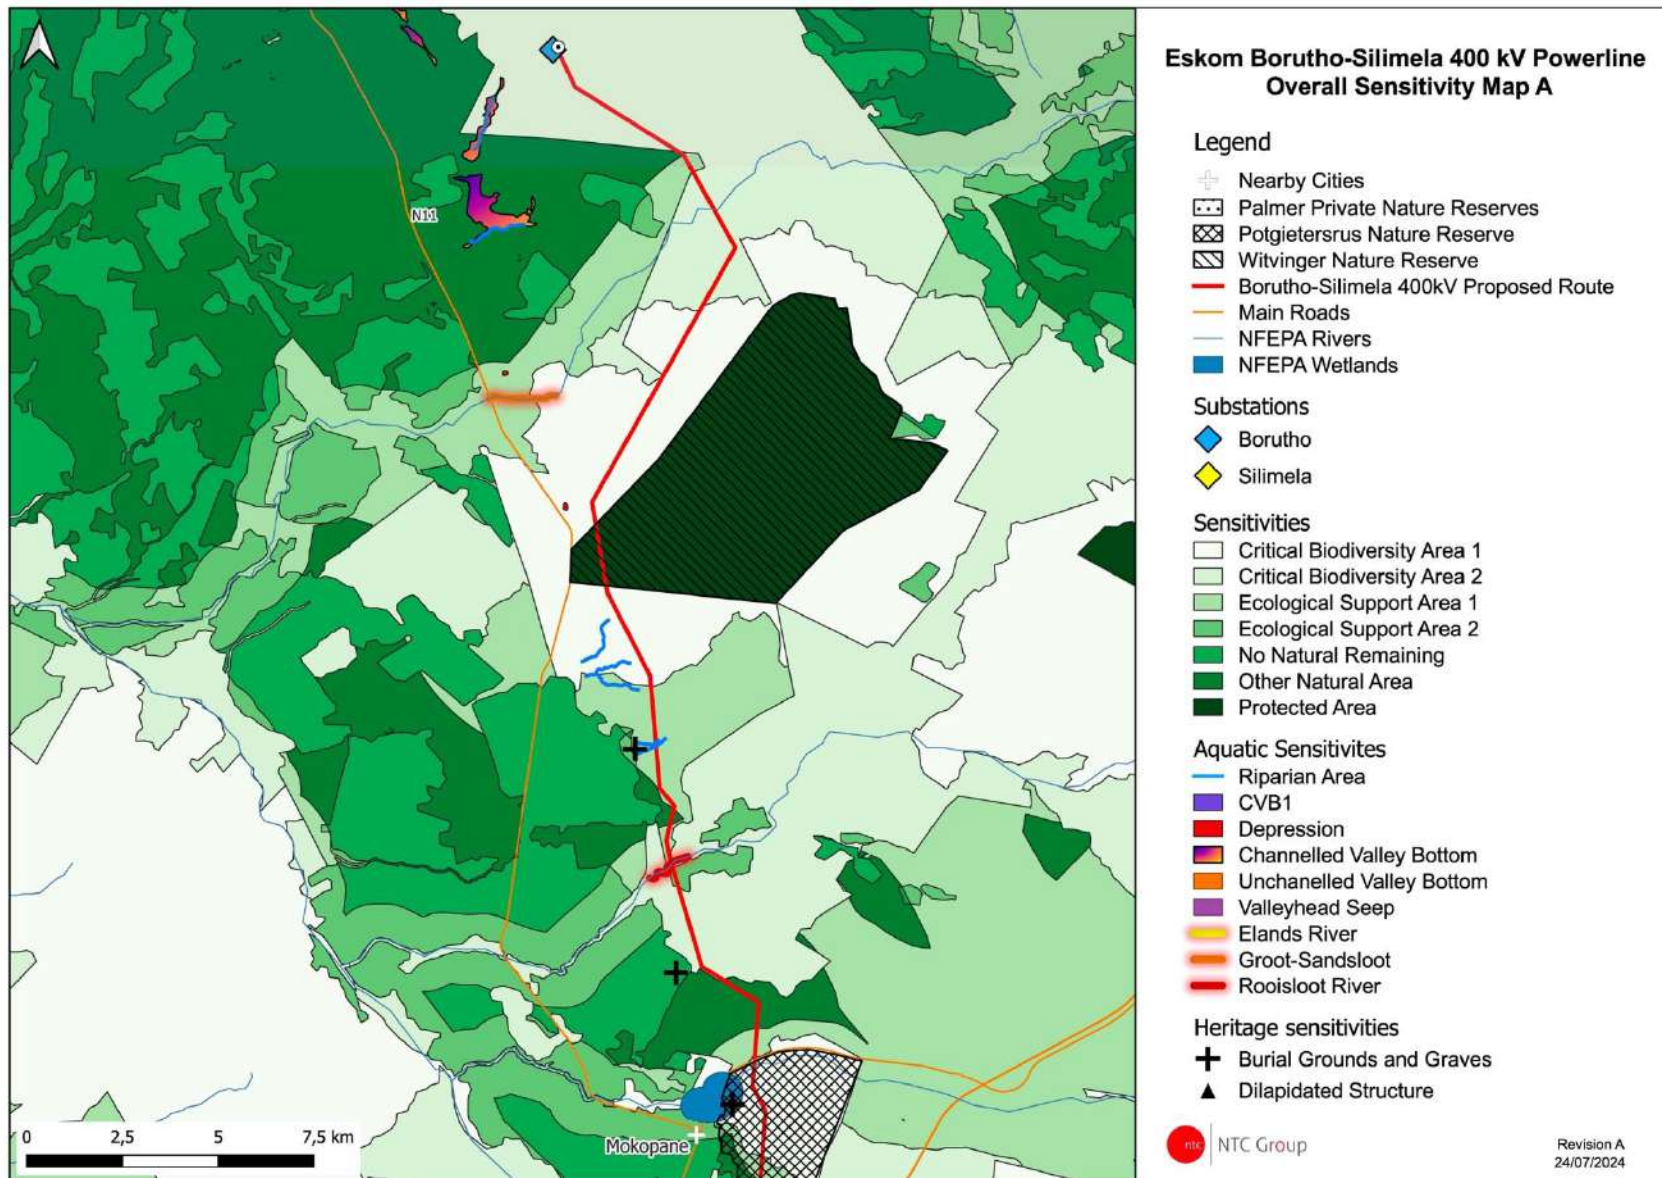 N11
0 2,5 5 7,5 km
Mokopane
Eskom Borutho-Silimela 400 kV Powerline
Overall Sensitivity Map A
Legend
Nearby Cities
Palmer Private Nature Reserves
Potgietersrus Nature Reserve
Witvinger Nature Reserve
Borutho-Silimela 400kV Proposed Route
Main Roads
NFEPA Rivers
NFEPA Wetlands
Substations
Borutho
Silimela
Sensitivities
Critical Biodiversity Area 1
Critical Biodiversity Area 2
Ecological Support Area 1
Ecological Support Area 2
No Natural Remaining
Other Natural Area
Protected Area
Aquatic Sensitivites
Riparian Area
CVB1
Depression
Channelled Valley Bottom
Unchanelled Valley Bottom
Valleyhead Seep
Elands River
Groot-Sandsloot
Rooisloot River
Heritage sensitivities
Burial Grounds and Graves
Dilapidated Structure
ntc NTC Group
Revision A
24/07/2024